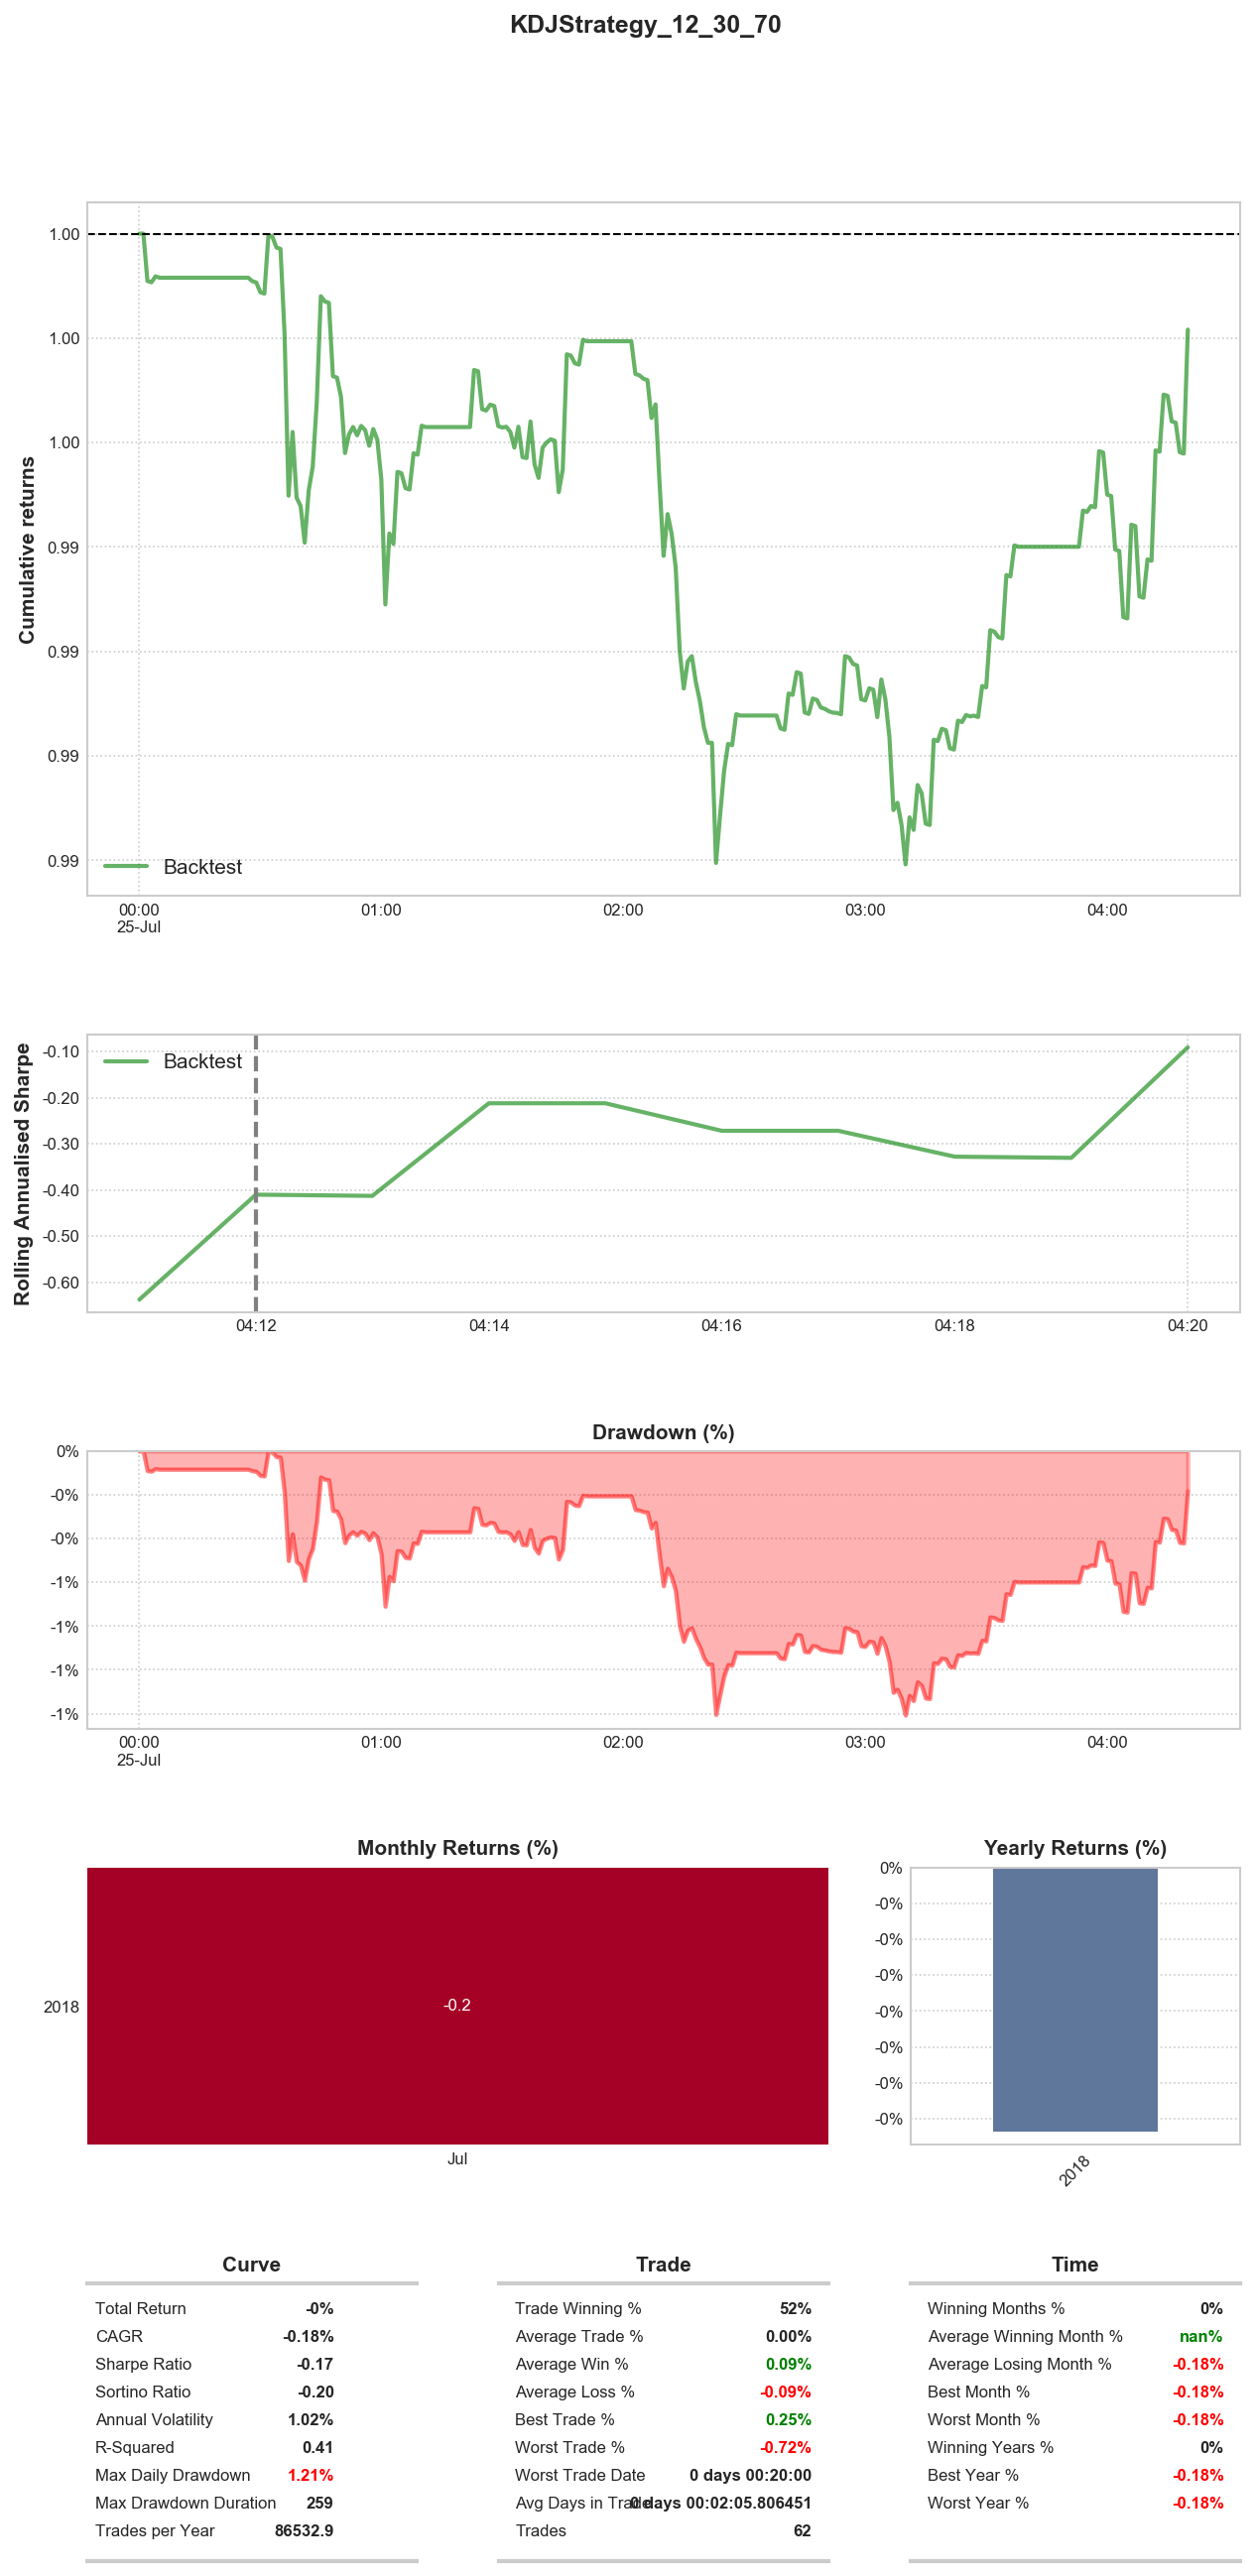 KDJStrategy_12_30_70
1.00
1.00
1.00
0.99
0.99
0.99
0.99
Cumulative returns
Backtest
00:00 01:00 02:00 03:00 04:00
25-Jul
Rolling Annualised Sharpe
-0.10
-0.20
-0.30
-0.40
-0.50
-0.60
Backtest
04:12 04:14 04:16 04:18 04:20
Drawdown (%)
0%
-0%
-0%
-1%
-1%
-1%
-1%
00:00 01:00 02:00 03:00 04:00
25-Jul
Monthly Returns (%)
2018
-0.2
Jul
Yearly Returns (%)
0%
-0%
-0%
-0%
-0%
-0%
-0%
-0%
2018
Curve
Total Return -0%
CAGR -0.18%
Sharpe Ratio -0.17
Sortino Ratio -0.20
Annual Volatility 1.02%
R-Squared 0.41
Max Daily Drawdown 1.21%
Max Drawdown Duration 259
Trades per Year 86532.9
Trade
Trade Winning % 52%
Average Trade % 0.00%
Average Win % 0.09%
Average Loss % -0.09%
Best Trade % 0.25%
Worst Trade % -0.72%
Worst Trade Date 0 days 00:20:00
Avg Days in Trade 0 days 00:02:05.806451
Trades 62
Time
Winning Months % 0%
Average Winning Month % nan%
Average Losing Month % -0.18%
Best Month % -0.18%
Worst Month % -0.18%
Winning Years % 0%
Best Year % -0.18%
Worst Year % -0.18%